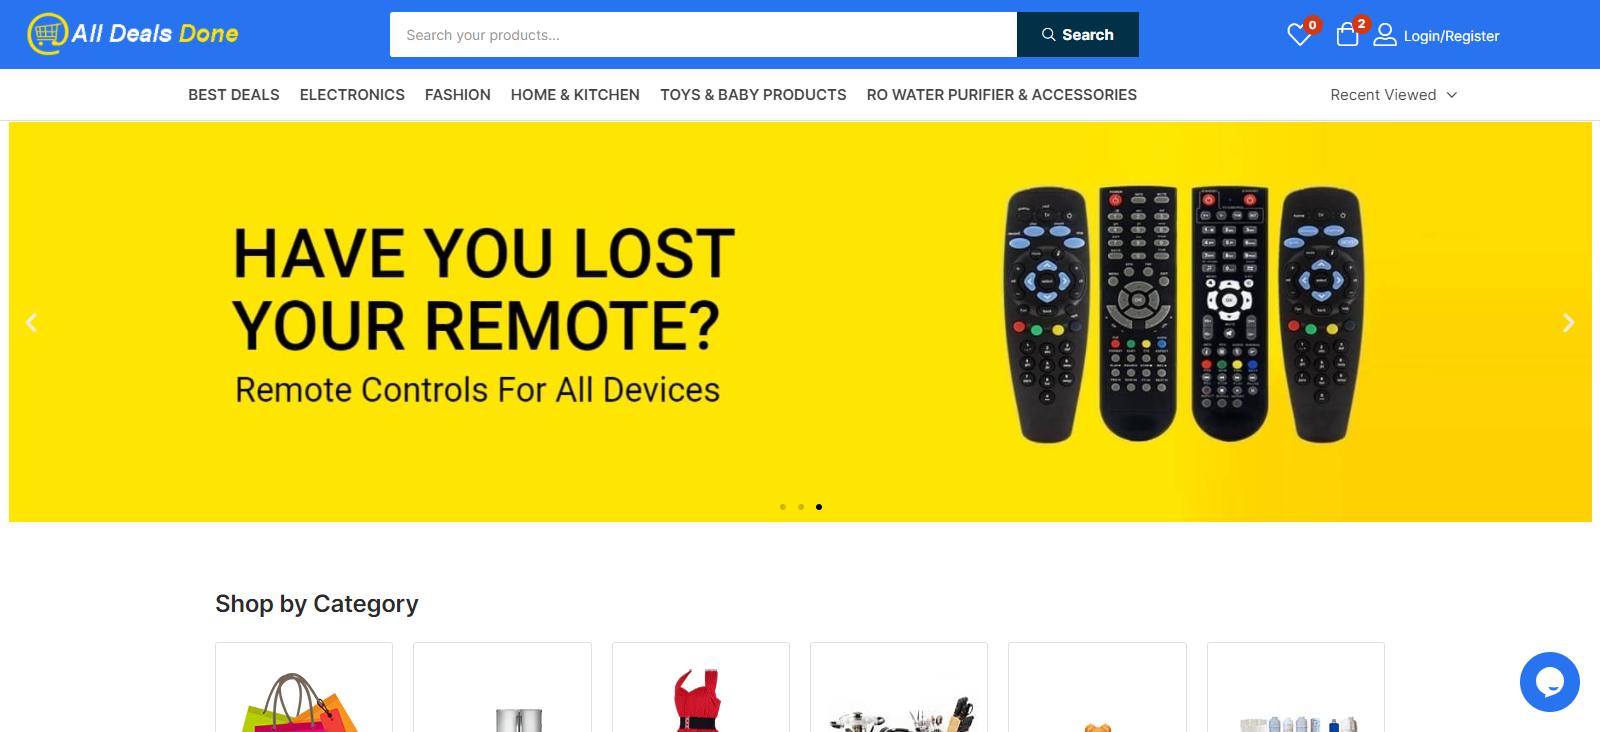 All Deals Done
Search your products...
Search
0
2
Login/Register
BEST DEALS
ELECTRONICS
FASHION
HOME & KITCHEN
TOYS & BABY PRODUCTS
RO WATER PURIFIER & ACCESSORIES
Recent Viewed
HAVE YOU LOST
YOUR REMOTE?
Remote Controls For All Devices
Shop by Category